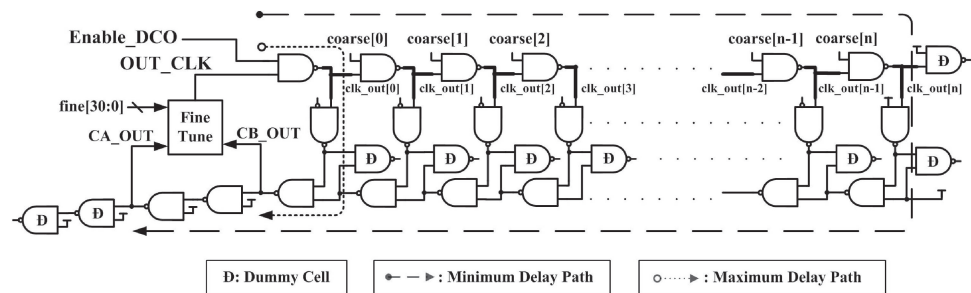 Enable_DCO
coarse[0] coarse[1] coarse[2] coarse[n-1] coarse[n]
Đ
OUT_CLK
clk_out[0] clk_out[1] clk_out[2] clk_out[3] clk_out[n-2] clk_out[n-1] clk_out[n]
fine[30:0]
Fine
Tune
CA_OUT CB_OUT
Đ Đ Đ Đ Đ
Đ Đ
Đ: Dummy Cell
: Minimum Delay Path
: Maximum Delay Path